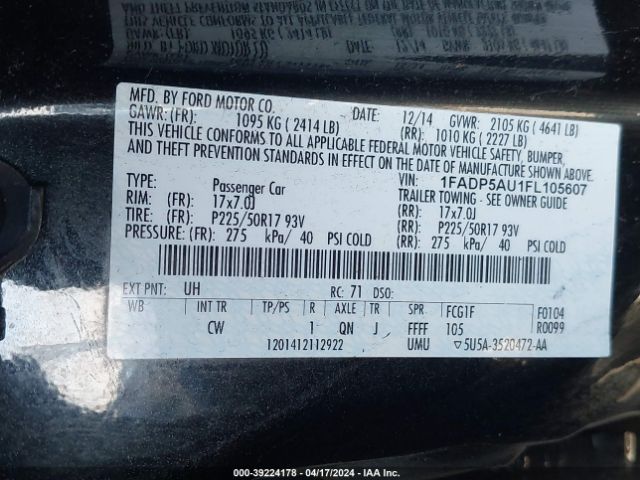 MFD. BY FORD MOTOR CO.
DATE: 12/14 GVWR: 2105 KG ( 4641 LB)
GAWR: (FR): 1095 KG ( 2414 LB) (RR): 1010 KG ( 2227 LB)
THIS VEHICLE CONFORMS TO ALL APPLICABLE FEDERAL MOTOR VEHICLE SAFETY, BUMPER,
AND THEFT PREVENTION STANDARDS IN EFFECT ON THE DATE OF MANUFACTURE SHOWN ABOVE.
VIN: 1FADP5AU1FL105607
TYPE: Passenger Car TRAILER TOWING - SEE OWNER GUIDE
RIM: (FR): 17x7.0J (RR): 17x7.0J
TIRE: (FR): P225/50R17 93V (RR): P225/50R17 93V
PRESSURE: (FR): 275 kPa/ 40 PSI COLD (RR): 275 kPa/ 40 PSI COLD
EXT PNT: UH RC: 71 DSO:
WB INT TR TP/PS R AXLE TR SPR FCG1F F0104
CW 1 QN J FFFF 105 R0099
1201412112922 UMU ▽5U5A-3520472-AA
000-39224178 - 04/17/2024 - IAA Inc.